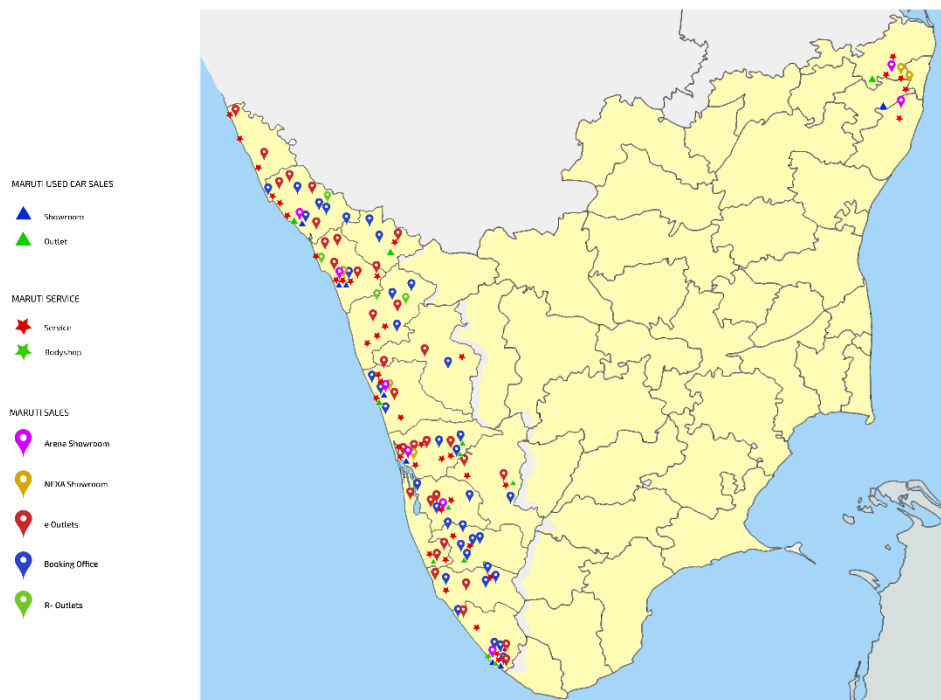 MARUTI USED CAR SALES
Showroom
Outlet
MARUTI SERVICE
Service
Bodyshop
MARUTI SALES
Arena Showroom
NEXA Showroom
e Outlets
Booking Office
R- Outlets